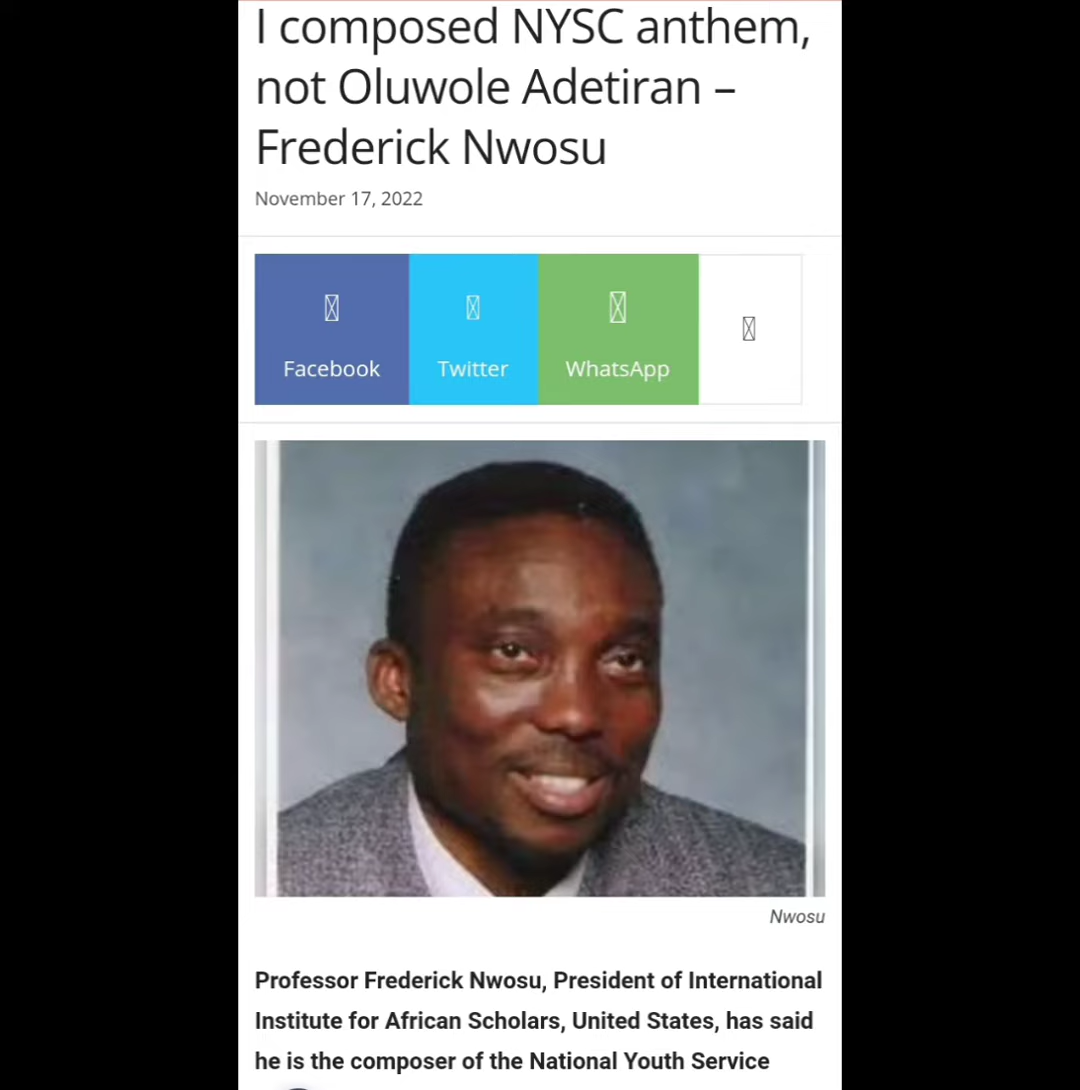 I composed NYSC anthem,
not Oluwole Adetiran –
Frederick Nwosu
November 17, 2022
Facebook
Twitter
WhatsApp
Nwosu
Professor Frederick Nwosu, President of International
Institute for African Scholars, United States, has said
he is the composer of the National Youth Service